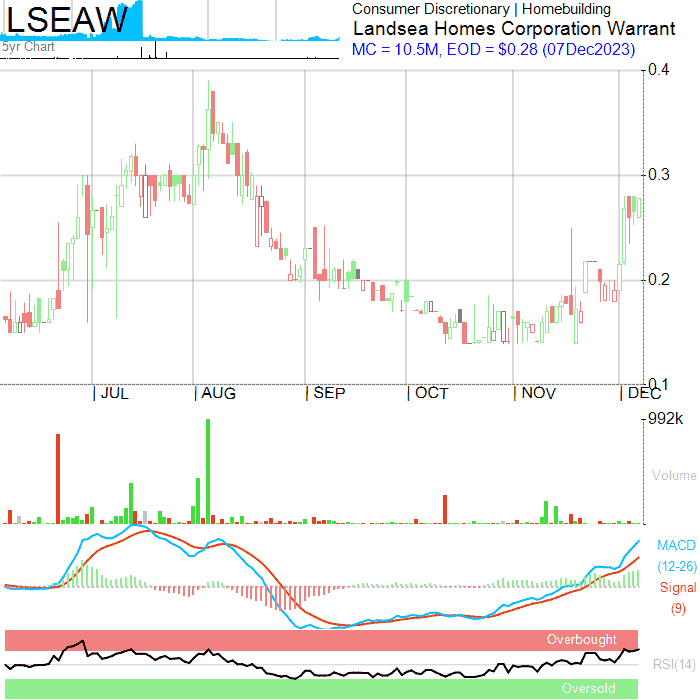 LSEAW
5yr Chart
Consumer Discretionary | Homebuilding
Landsea Homes Corporation Warrant
MC = 10.5M, EOD = $0.28 (07Dec2023)
0.4
0.3
0.2
0.1
| JUL | AUG | SEP | OCT | NOV | DEC
992k
Volume
MACD
(12-26)
Signal
(9)
Overbought
RSI(14)
Oversold